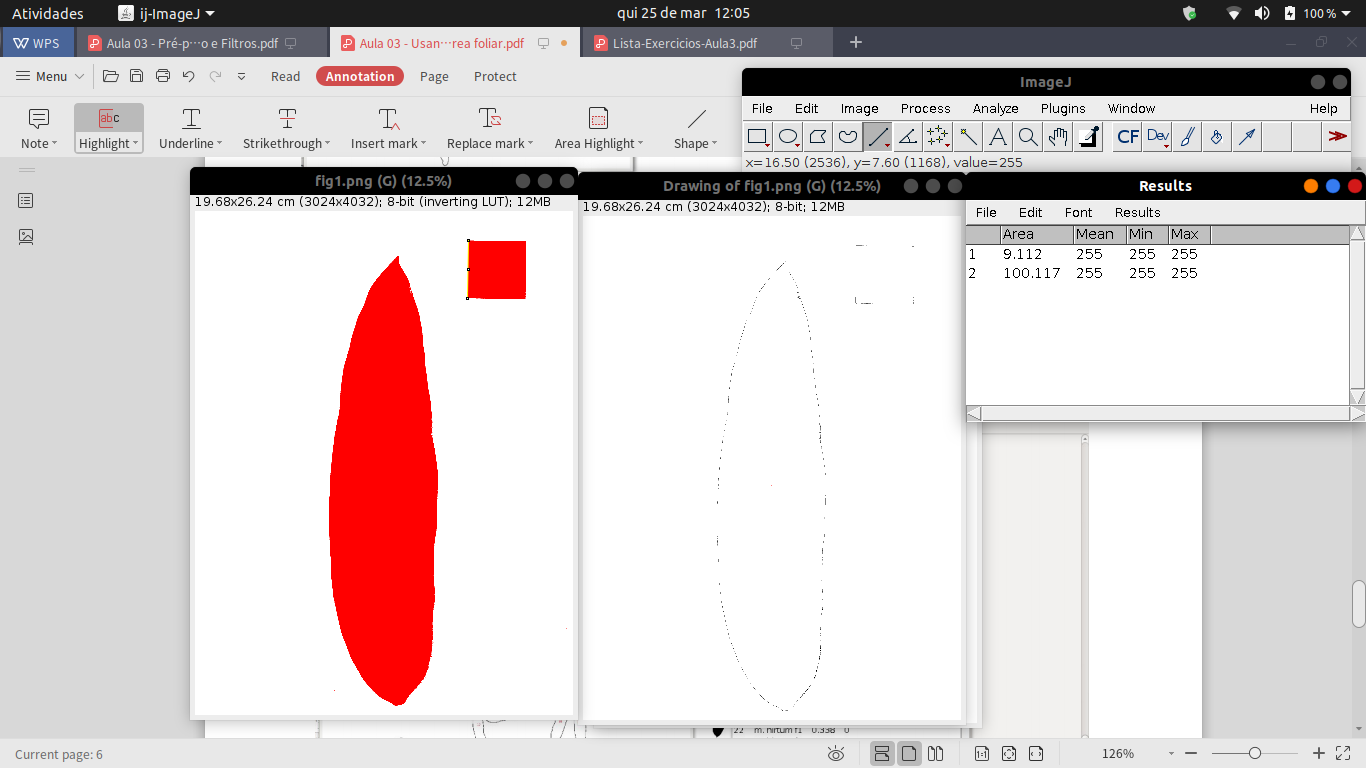 Atividades ij-ImageJ qui 25 de mar 12:05 100 %
WPS Aula 03 - Pré-p···o e Filtros.pdf Aula 03 - Usan···rea foliar.pdf Lista-Exercicios-Aula3.pdf
Menu Read Annotation Page Protect
abc
Note Highlight Underline Strikethrough Insert mark Replace mark Area Highlight Shape
ImageJ
File Edit Image Process Analyze Plugins Window Help
A CF Dev
x=16.50 (2536), y=7.60 (1168), value=255
fig1.png (G) (12.5%)
19.68x26.24 cm (3024x4032); 8-bit (inverting LUT); 12MB
Drawing of fig1.png (G) (12.5%)
19.68x26.24 cm (3024x4032); 8-bit; 12MB
Results
File Edit Font Results
Area Mean Min Max
1 9.112 255 255 255
2 100.117 255 255 255
22 m. hirtum f1 0.338 0
Current page: 6 1:1 126%